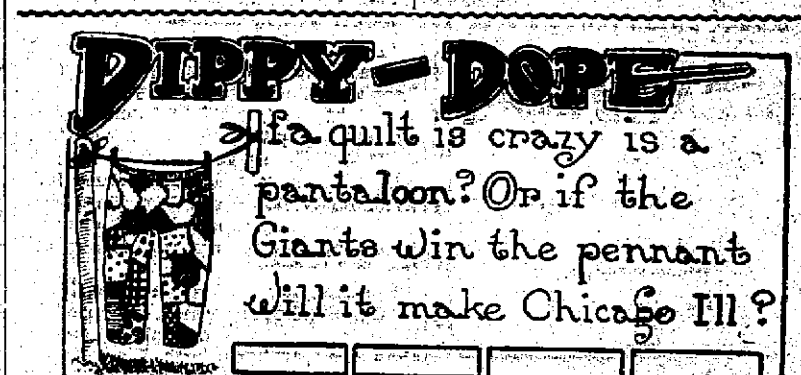 DIPPY-DOPE
If a quilt is crazy is a
pantaloon? Or if the
Giants win the pennant
will it make Chicago Ill?